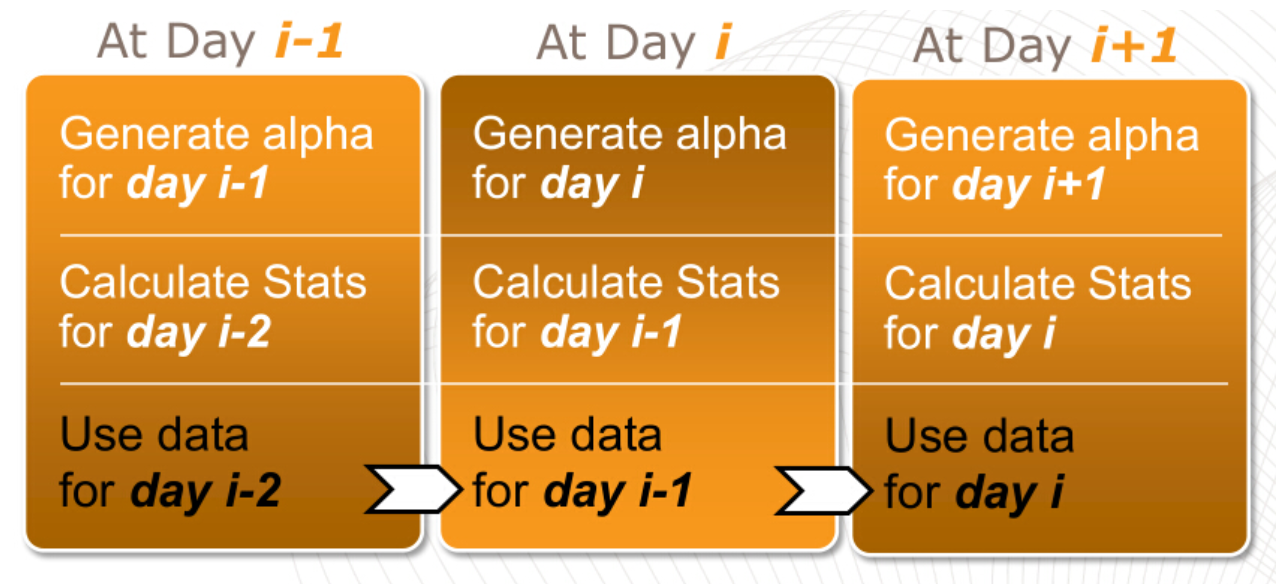 At Day i-1
Generate alpha
for day i-1
Calculate Stats
for day i-2
Use data
for day i-2
At Day i
Generate alpha
for day i
Calculate Stats
for day i-1
Use data
for day i-1
At Day i+1
Generate alpha
for day i+1
Calculate Stats
for day i
Use data
for day i